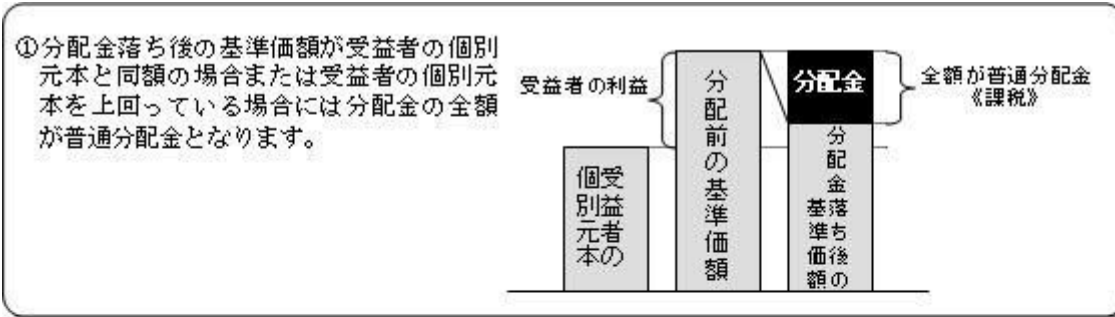 ①分配金落ち後の基準価額が受益者の個別
元本と同額の場合または受益者の個別元
本を上回っている場合には分配金の全額
が普通分配金となります。
受益者の利益
受益者の
個別元本
分配前の基準価額
分配金
分配金落ち後の
基準価額
全額が普通分配金
《課税》